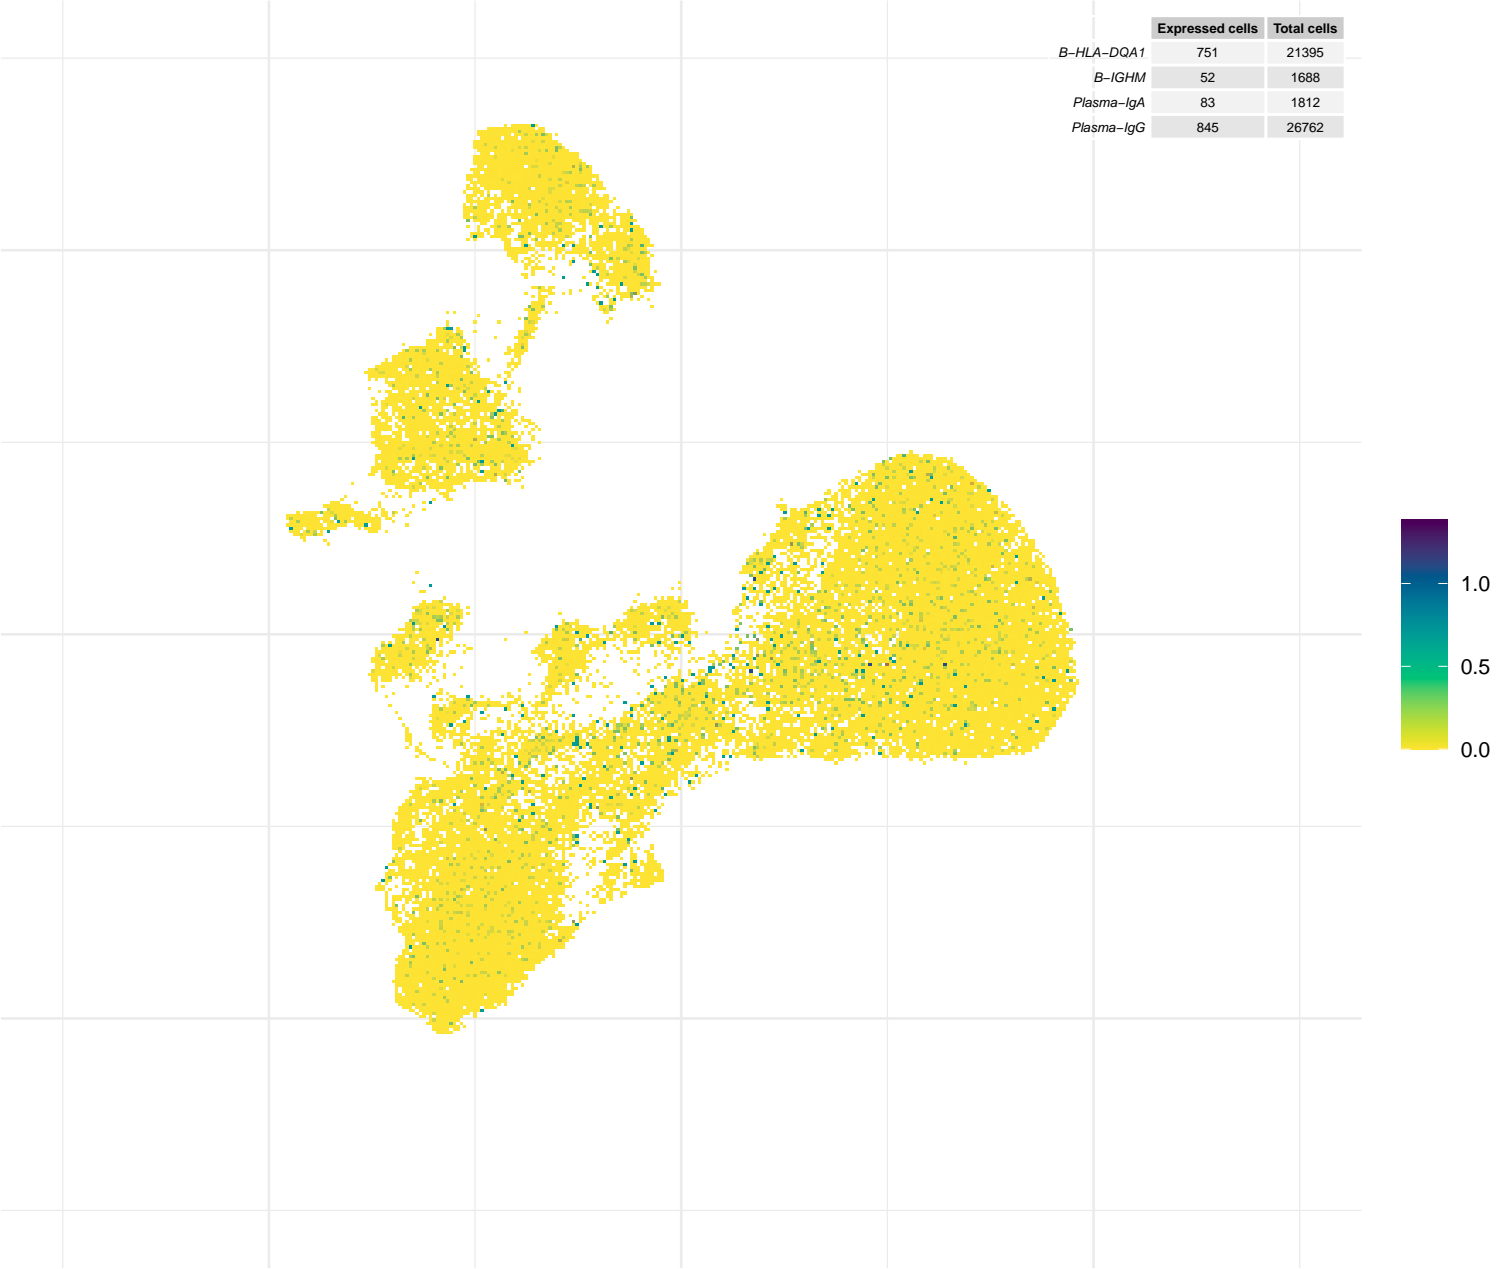 Expressed cells Total cells
B−HLA−DQA1 751 21395
B−IGHM 52 1688
Plasma−IgA 83 1812
Plasma−IgG 845 26762
1.0
0.5
0.0